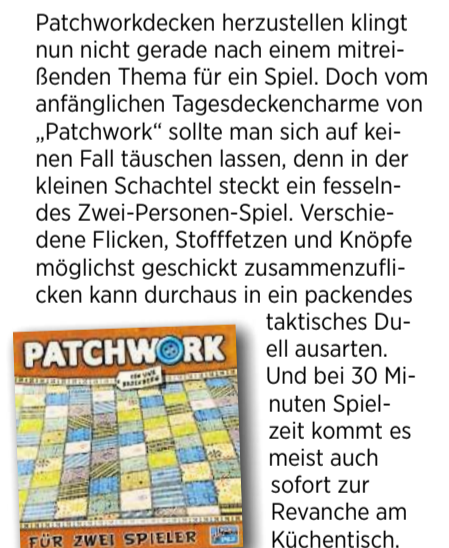 Patchworkdecken herzustellen klingt
nun nicht gerade nach einem mitrei-
ßenden Thema für ein Spiel. Doch vom
anfänglichen Tagesdeckencharme von
„Patchwork“ sollte man sich auf kei-
nen Fall täuschen lassen, denn in der
kleinen Schachtel steckt ein fesseln-
des Zwei-Personen-Spiel. Verschie-
dene Flicken, Stofffetzen und Knöpfe
möglichst geschickt zusammenzufli-
cken kann durchaus in ein packendes
taktisches Du-
ell ausarten.
Und bei 30 Mi-
nuten Spiel-
zeit kommt es
meist auch
sofort zur
Revanche am
Küchentisch.
PATCHWORK
VON UWE
ROSENBERG
FÜR ZWEI SPIELER